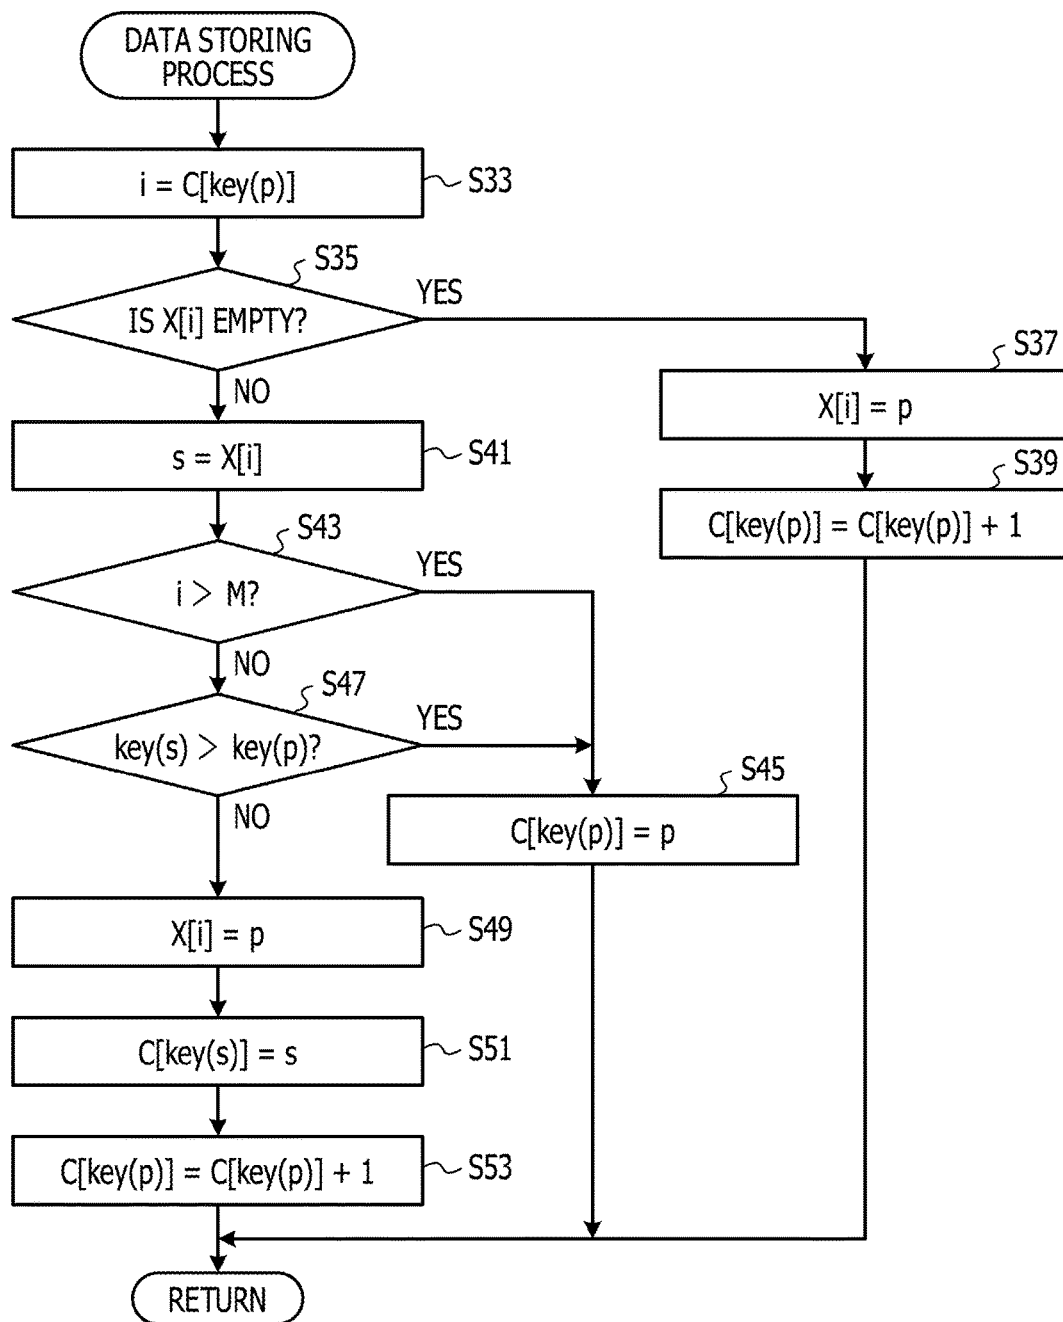 DATA STORING
PROCESS
i = C[key(p)]
S33
S35
IS X[i] EMPTY?
YES
NO
S37
X[i] = p
S39
C[key(p)] = C[key(p)] + 1
s = X[i]
S41
S43
i > M?
YES
NO
S47
key(s) > key(p)?
YES
NO
S45
C[key(p)] = p
X[i] = p
S49
C[key(s)] = s
S51
C[key(p)] = C[key(p)] + 1
S53
RETURN